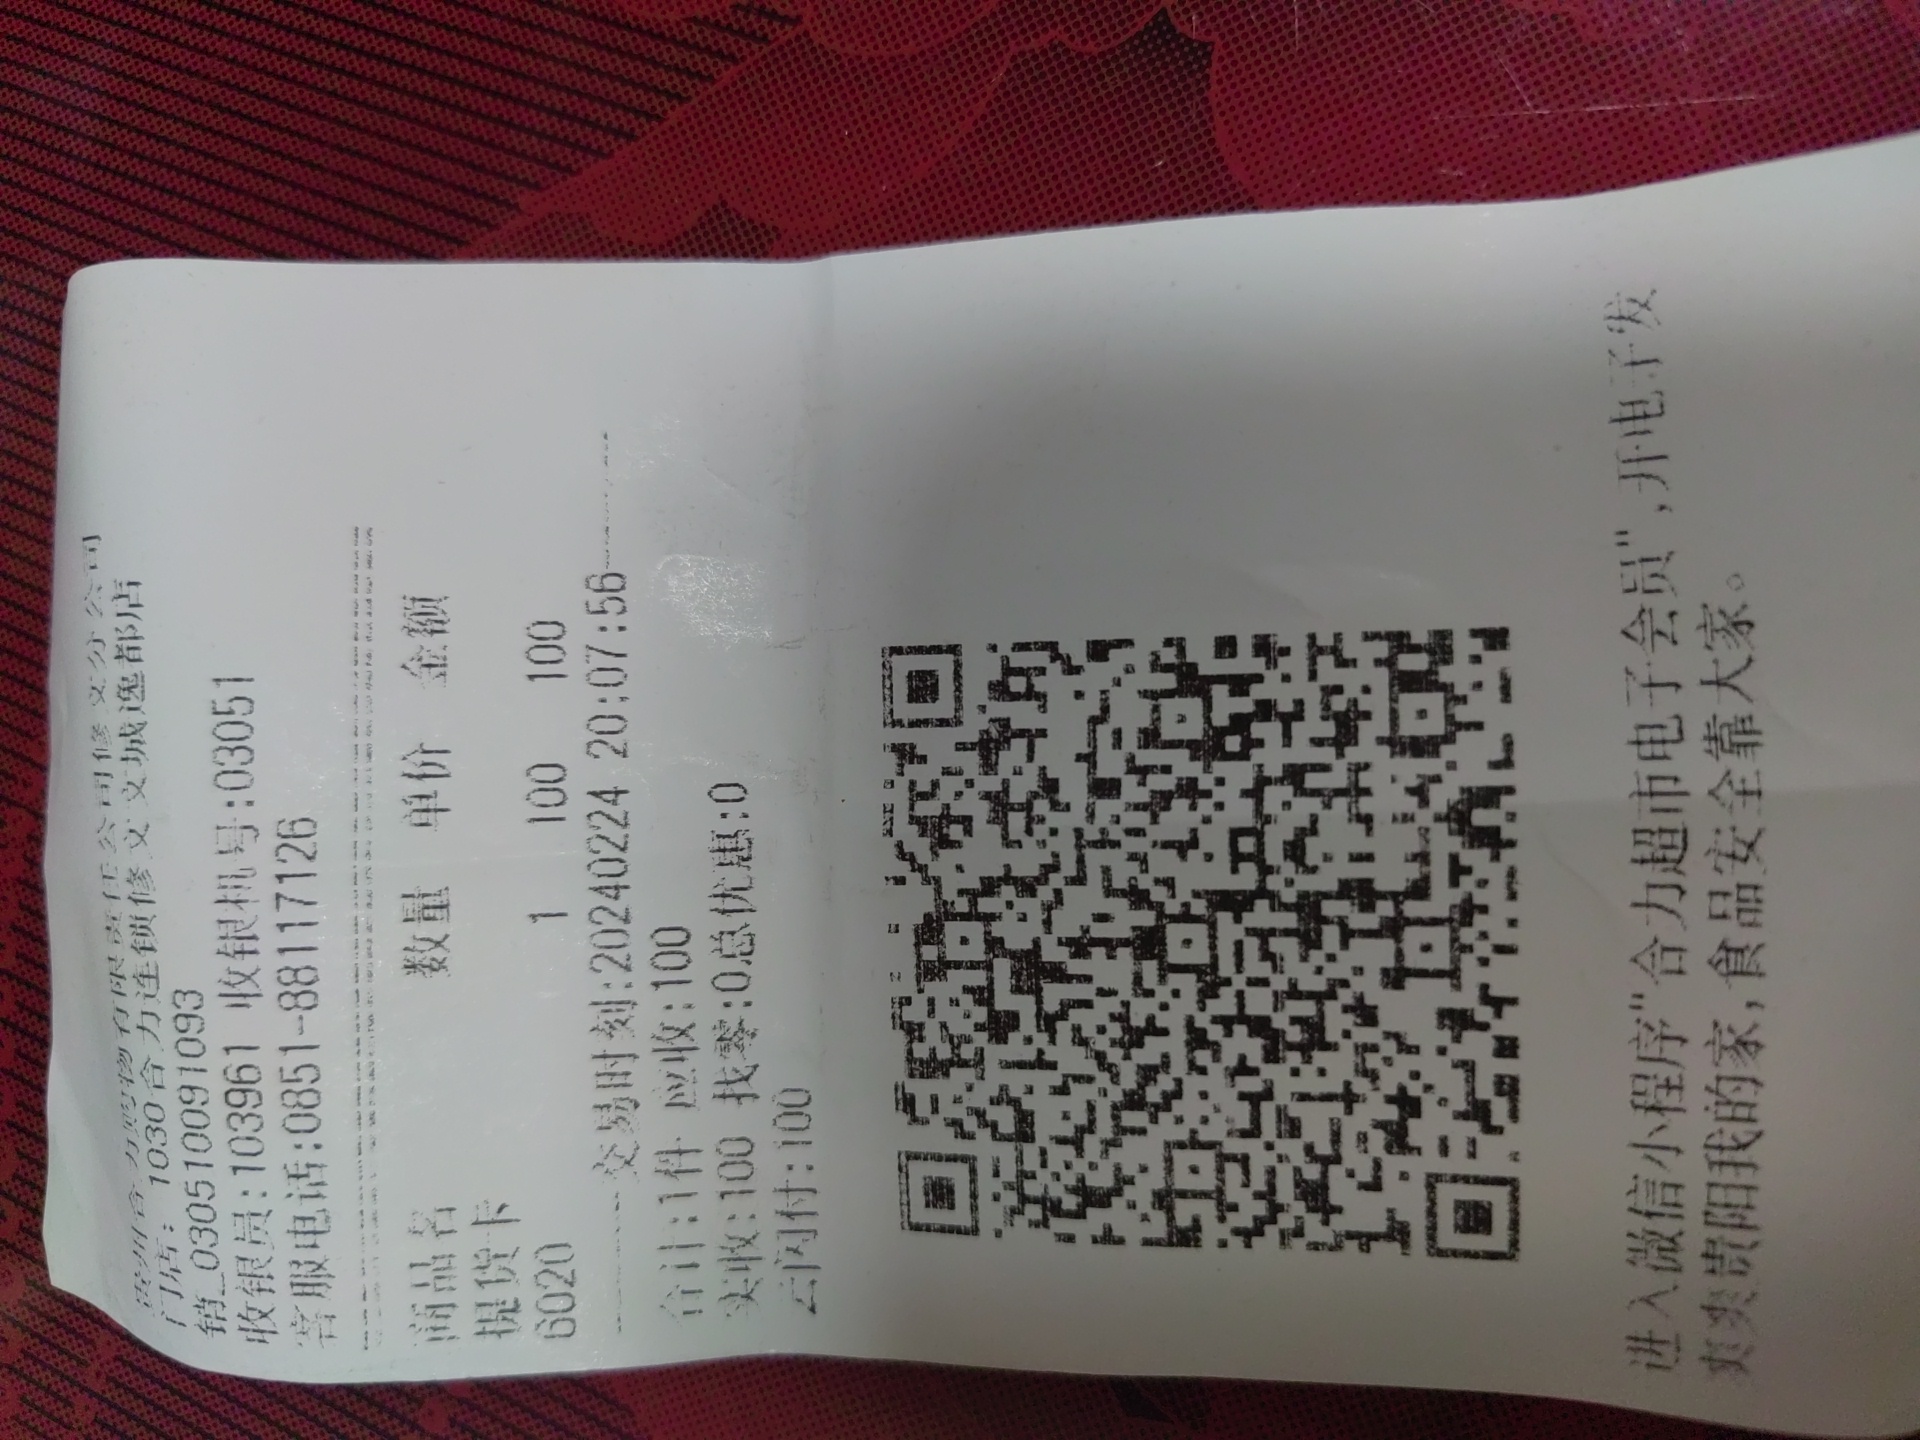 贵州合力购物有限责任公司修文分公司
门店: 1030合力连锁修文文城逸都店
销_030510091093
收银员:103961 收银机号:03051
客服电话:0851-88117126
商品名 数量 单价 金额
提货卡
6020 1 100 100
交易时刻:20240224 20:07:56
合计:1件 应收:100
实收:100 找零:0总优惠:0
云闪付:100
进入微信小程序"合力超市电子会员",开电子发
爽爽贵阳我的家,食品安全靠大家。